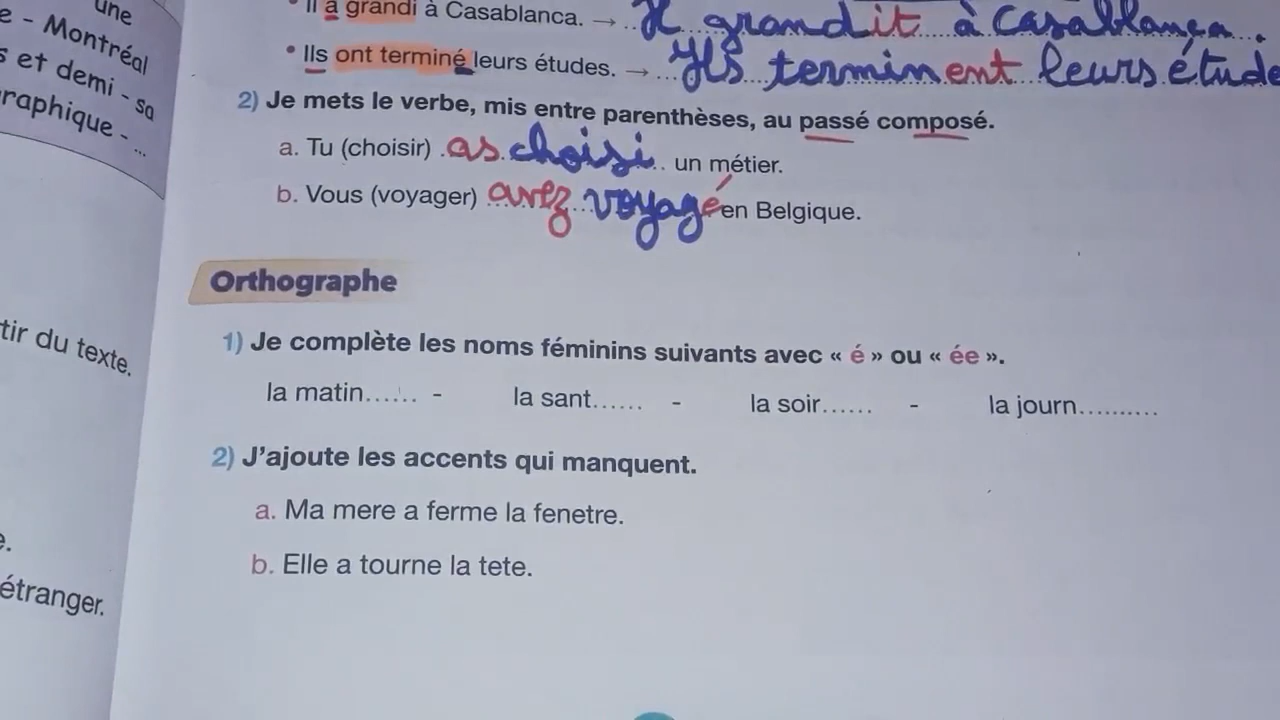 une
e - Montréal
s et demi - sa
raphique - ...
tir du texte.
étranger.
• Il a grandi à Casablanca. → Il grandit à Casablanca.
• Ils ont terminé leurs études. → Ils terminent leurs étude
2) Je mets le verbe, mis entre parenthèses, au passé composé.
a. Tu (choisir) as choisi un métier.
b. Vous (voyager) avez voyagé en Belgique.
Orthographe
1) Je complète les noms féminins suivants avec « é » ou « ée ».
la matin...... - la sant...... - la soir...... - la journ..........
2) J'ajoute les accents qui manquent.
a. Ma mere a ferme la fenetre.
b. Elle a tourne la tete.